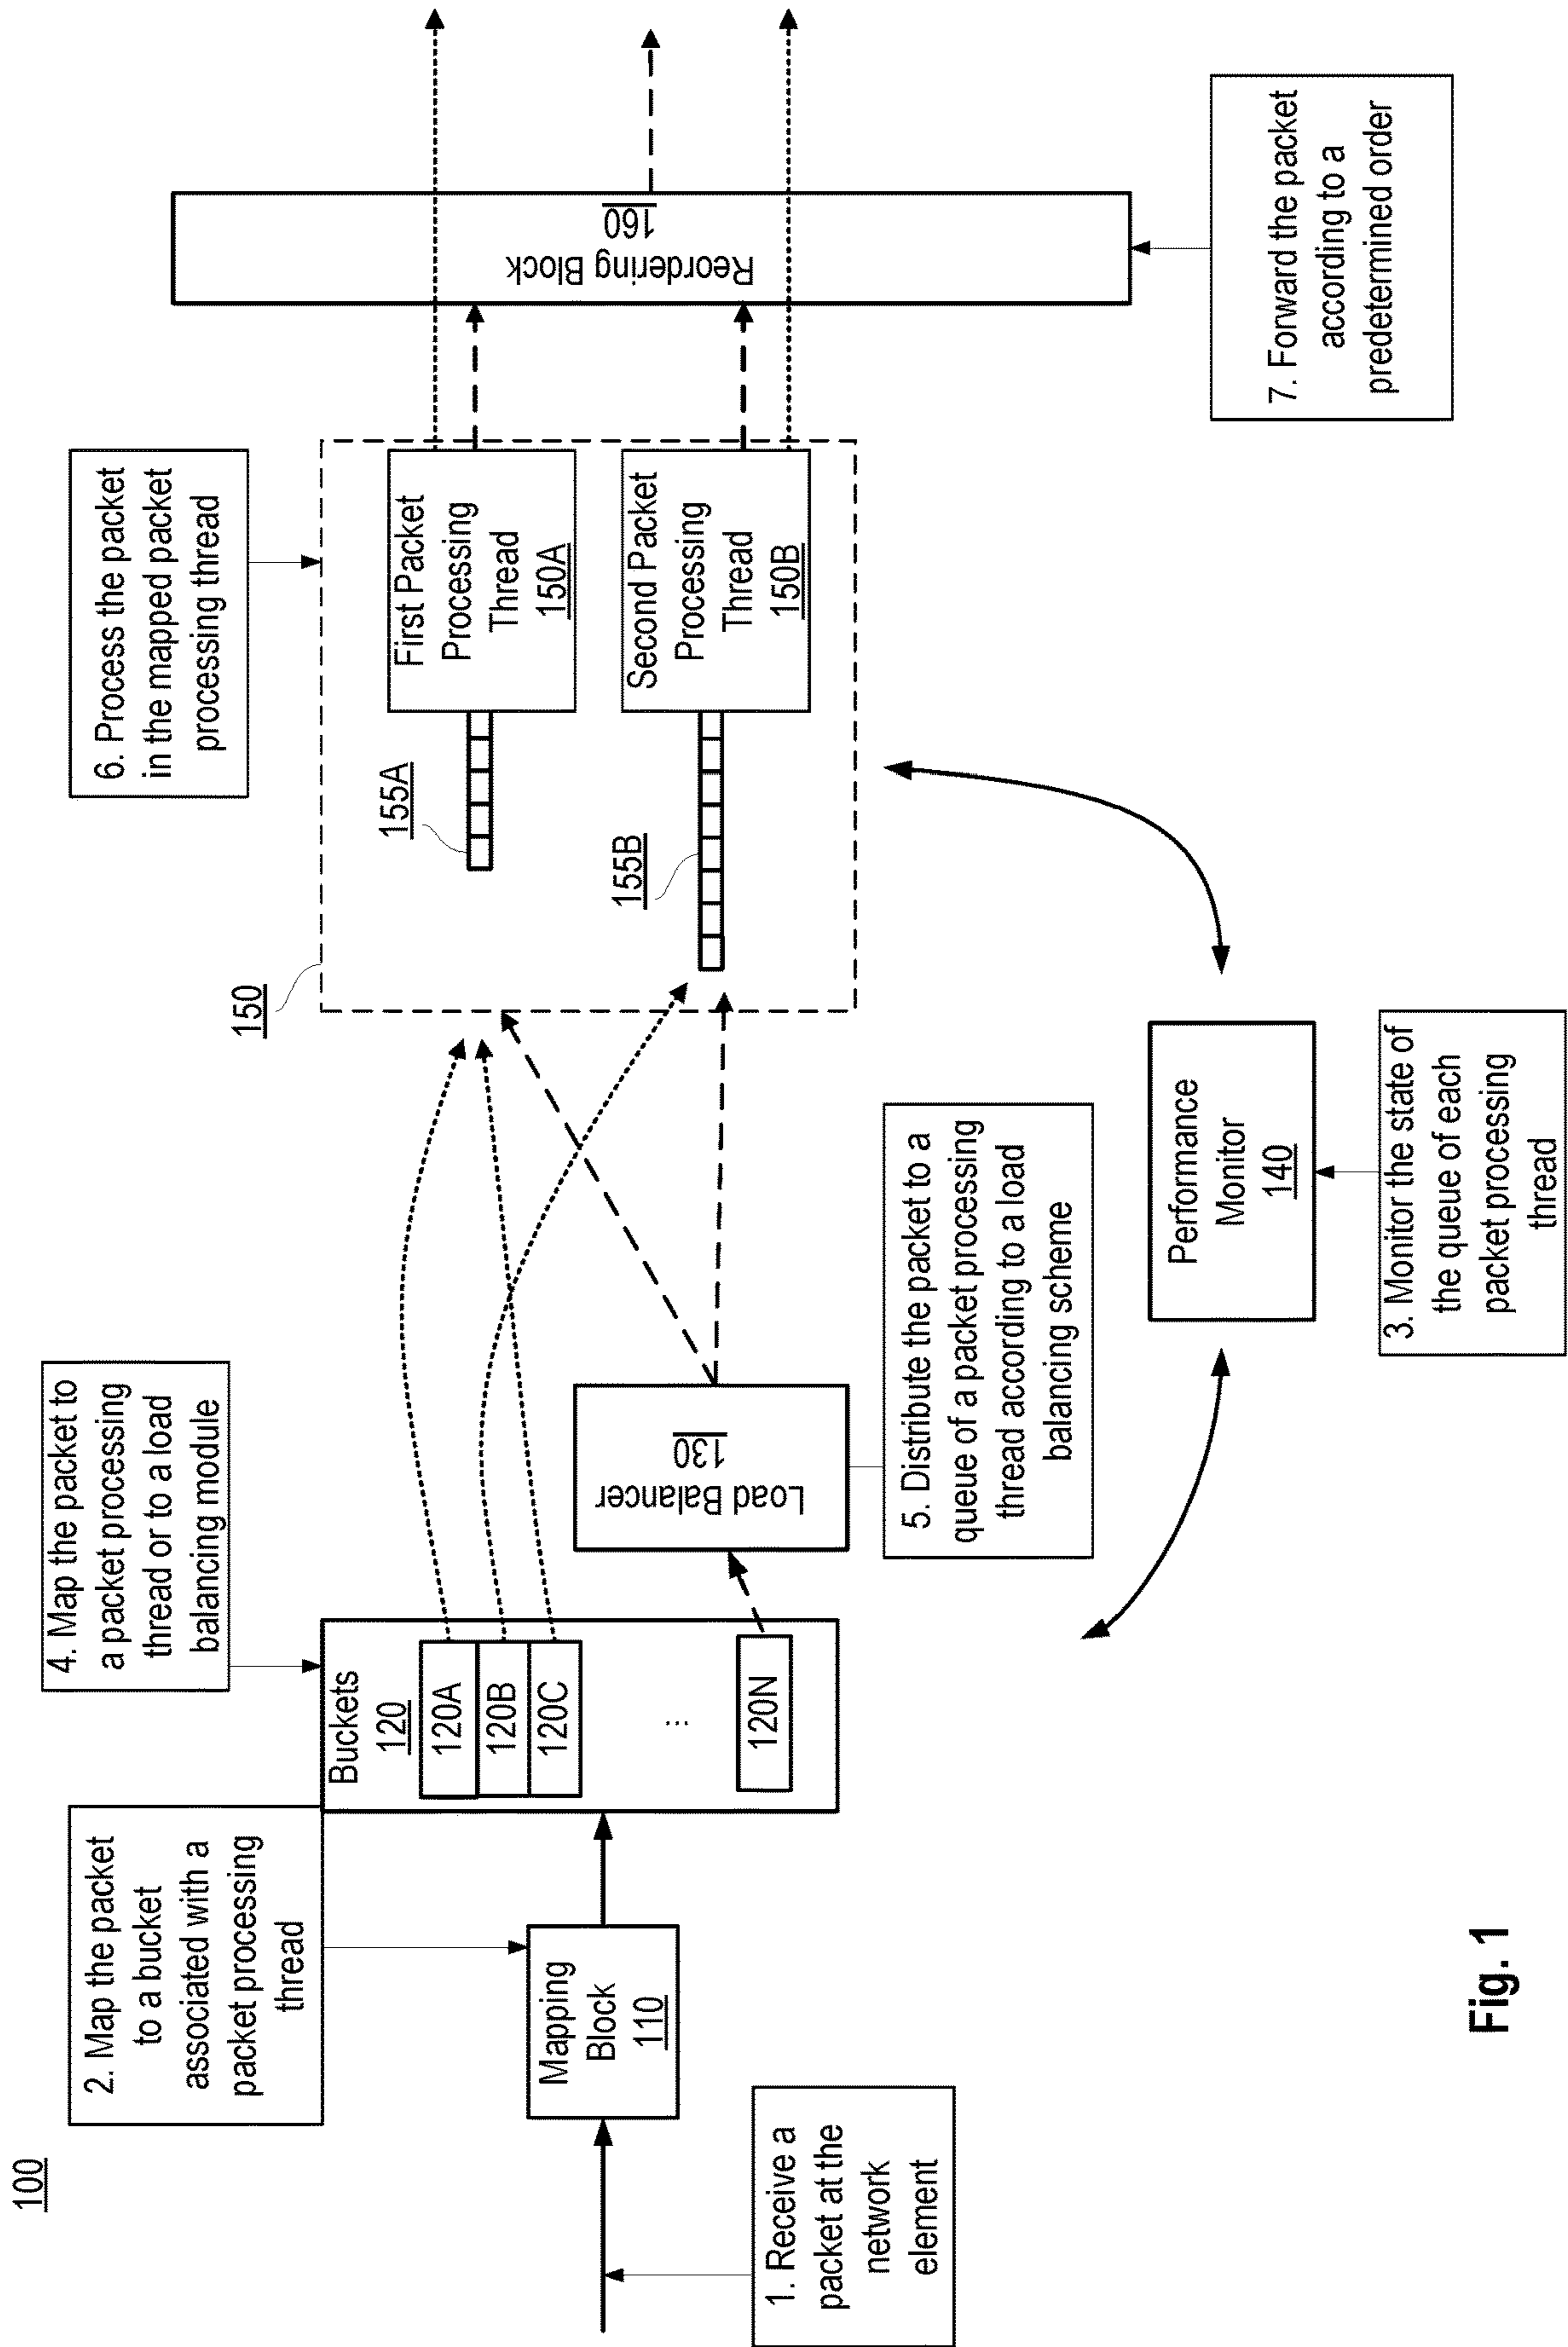 100
1. Receive a
packet at the
network
element
2. Map the packet
to a bucket
associated with a
packet processing
thread
Mapping
Block
110
4. Map the packet to
a packet processing
thread or to a load
balancing module
Buckets
120
120A
120B
120C
...
120N
Load Balancer
130
5. Distribute the packet to a
queue of a packet processing
thread according to a load
balancing scheme
Performance
Monitor
140
3. Monitor the state of
the queue of each
packet processing
thread
150
155A
155B
6. Process the packet
in the mapped packet
processing thread
First Packet
Processing
Thread
150A
Second Packet
Processing
Thread
150B
Reordering Block
160
7. Forward the packet
according to a
predetermined order
Fig. 1